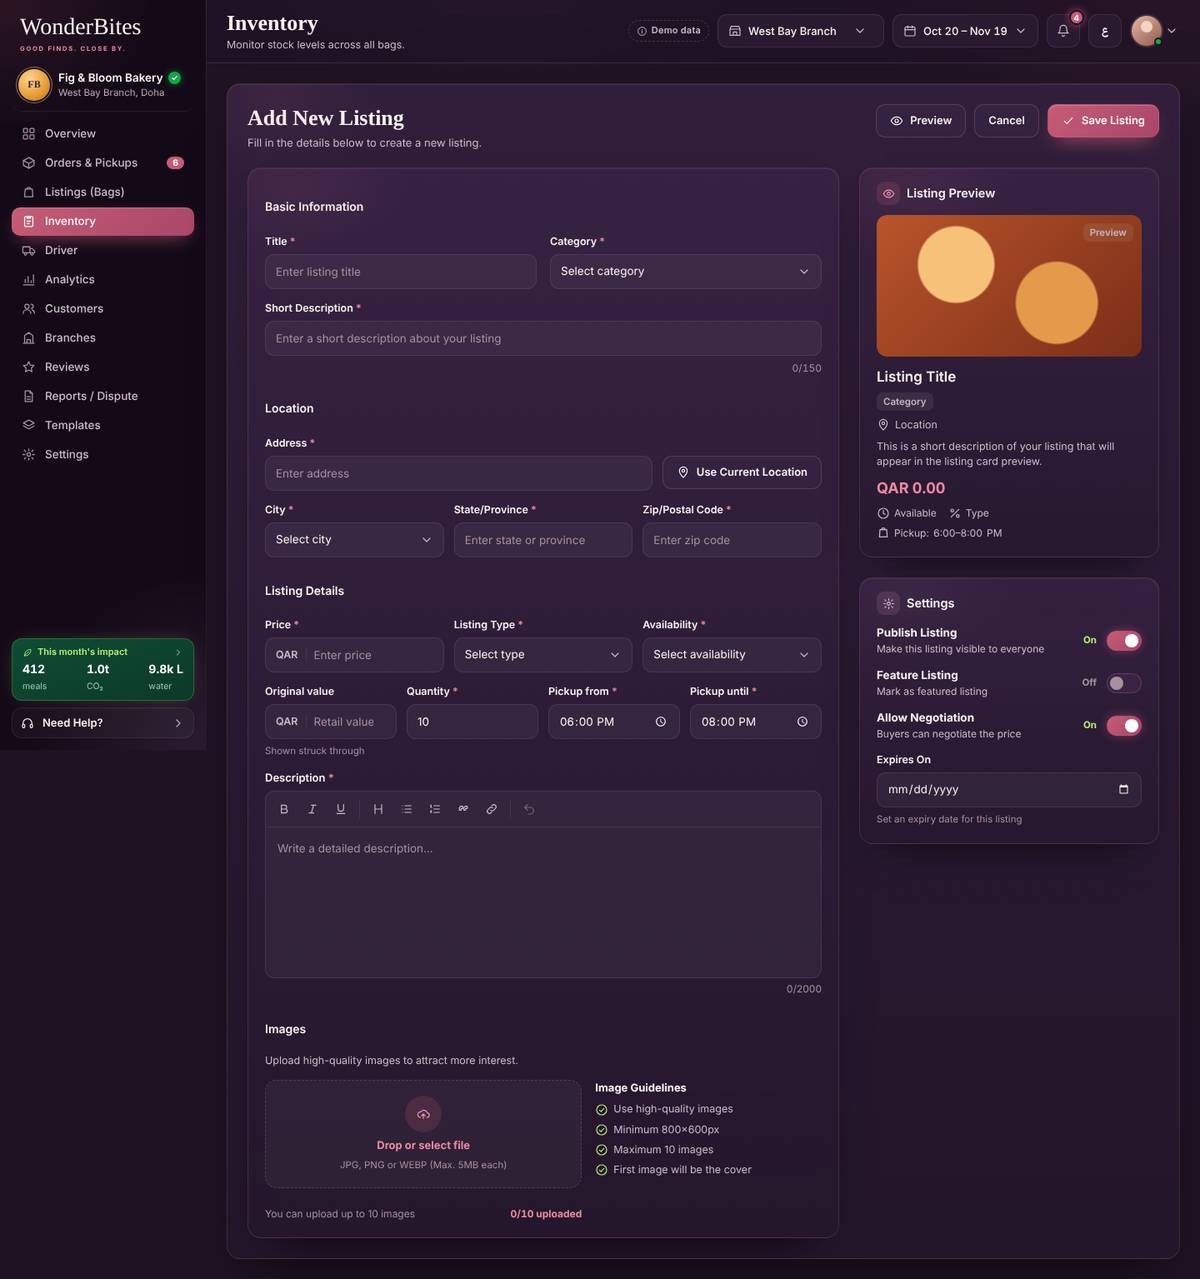 WonderBites
GOOD FINDS. CLOSE BY.
FB
Fig & Bloom Bakery
West Bay Branch, Doha
Overview
Orders & Pickups 6
Listings (Bags)
Inventory
Driver
Analytics
Customers
Branches
Reviews
Reports / Dispute
Templates
Settings
This month's impact
412 1.0t 9.8k L
meals CO₂ water
Need Help?
Inventory
Monitor stock levels across all bags.
Demo data
West Bay Branch
Oct 20 – Nov 19
4
ع
Add New Listing
Fill in the details below to create a new listing.
Preview
Cancel
Save Listing
Basic Information
Title * Category *
Enter listing title Select category
Short Description *
Enter a short description about your listing
0/150
Location
Address *
Enter address Use Current Location
City * State/Province * Zip/Postal Code *
Select city Enter state or province Enter zip code
Listing Details
Price * Listing Type * Availability *
QAR Enter price Select type Select availability
Original value Quantity * Pickup from * Pickup until *
QAR Retail value 10 06:00 PM 08:00 PM
Shown struck through
Description *
B I U H
Write a detailed description...
0/2000
Images
Upload high-quality images to attract more interest.
Drop or select file
JPG, PNG or WEBP (Max. 5MB each)
You can upload up to 10 images 0/10 uploaded
Image Guidelines
Use high-quality images
Minimum 800×600px
Maximum 10 images
First image will be the cover
Listing Preview
Preview
Listing Title
Category
Location
This is a short description of your listing that will
appear in the listing card preview.
QAR 0.00
Available Type
Pickup: 6:00–8:00 PM
Settings
Publish Listing
Make this listing visible to everyone
On
Feature Listing
Mark as featured listing
Off
Allow Negotiation
Buyers can negotiate the price
On
Expires On
mm/dd/yyyy
Set an expiry date for this listing